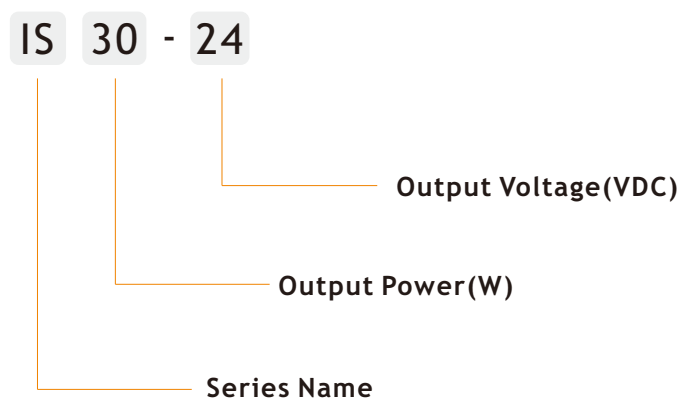 IS 30 - 24
Output Voltage(VDC)
Output Power(W)
Series Name